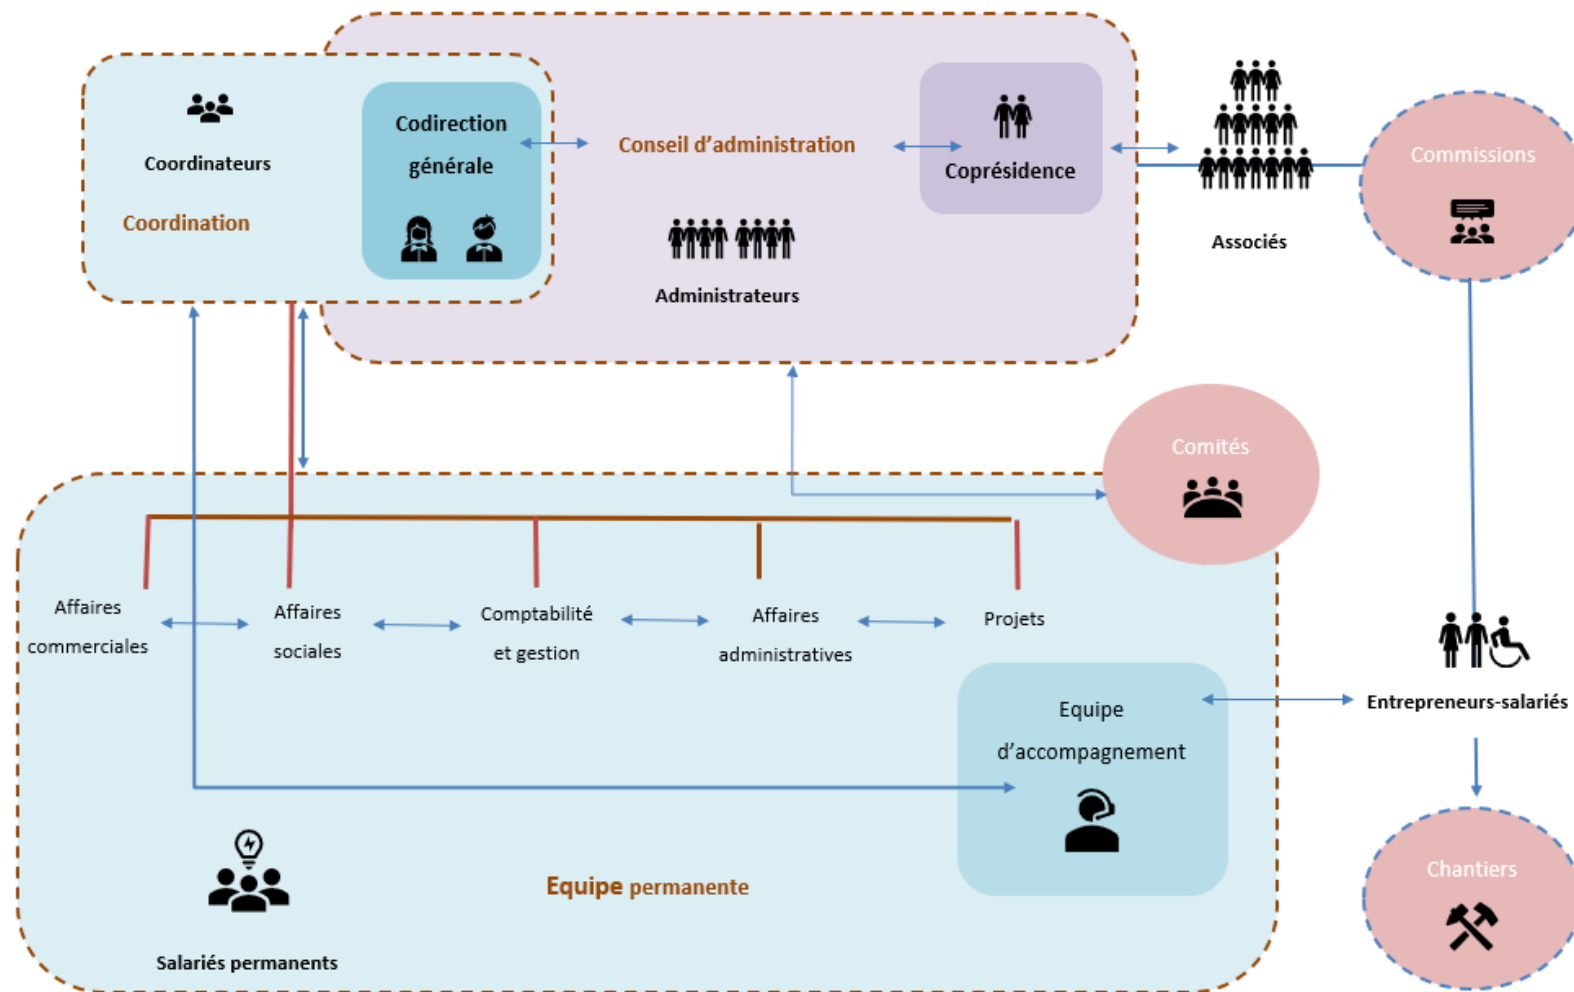 Coordinateurs
Coordination
Codirection
générale
Conseil d’administration
Administrateurs
Coprésidence
Associés
Commissions
Comités
Affaires
commerciales
Affaires
sociales
Comptabilité
et gestion
Affaires
administratives
Projets
Equipe
d’accompagnement
Entrepreneurs-salariés
Chantiers
Equipe permanente
Salariés permanents